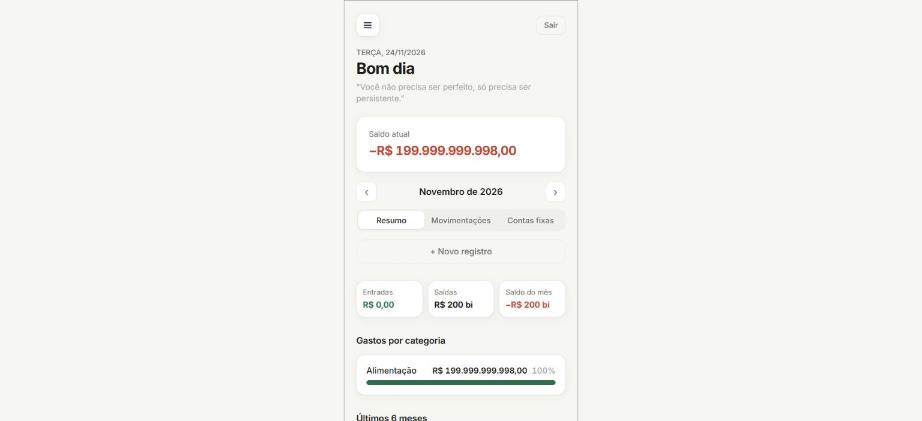 Sair
TERÇA, 24/11/2026
Bom dia
"Você não precisa ser perfeito, só precisa ser
persistente."
Saldo atual
−R$ 199.999.999.998,00
Novembro de 2026
Resumo
Movimentações
Contas fixas
+ Novo registro
Entradas
R$ 0,00
Saídas
R$ 200 bi
Saldo do mês
−R$ 200 bi
Gastos por categoria
Alimentação R$ 199.999.999.998,00 100%
Últimos 6 meses